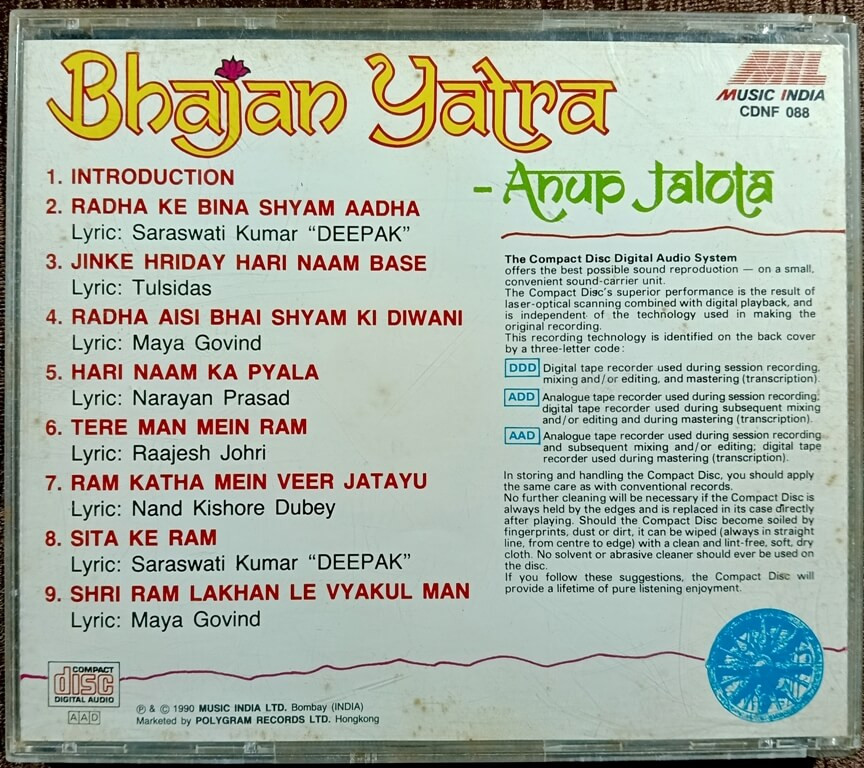 Bhajan Yatra
MIL
MUSIC INDIA
CDNF 088
- Anup Jalota
1. INTRODUCTION
2. RADHA KE BINA SHYAM AADHA
Lyric: Saraswati Kumar “DEEPAK”
3. JINKE HRIDAY HARI NAAM BASE
Lyric: Tulsidas
4. RADHA AISI BHAI SHYAM KI DIWANI
Lyric: Maya Govind
5. HARI NAAM KA PYALA
Lyric: Narayan Prasad
6. TERE MAN MEIN RAM
Lyric: Raajesh Johri
7. RAM KATHA MEIN VEER JATAYU
Lyric: Nand Kishore Dubey
8. SITA KE RAM
Lyric: Saraswati Kumar “DEEPAK”
9. SHRI RAM LAKHAN LE VYAKUL MAN
Lyric: Maya Govind
The Compact Disc Digital Audio System
offers the best possible sound reproduction — on a small,
convenient sound-carrier unit.
The Compact Disc's superior performance is the result of
laser-optical scanning combined with digital playback, and
is independent of the technology used in making the
original recording.
This recording technology is identified on the back cover
by a three-letter code:
DDD Digital tape recorder used during session recording,
mixing and/or editing, and mastering (transcription).
ADD Analogue tape recorder used during session recording;
digital tape recorder used during subsequent mixing
and/or editing and during mastering (transcription).
AAD Analogue tape recorder used during session recording
and subsequent mixing and/or editing; digital tape
recorder used during mastering (transcription).
In storing and handling the Compact Disc, you should apply
the same care as with conventional records.
No further cleaning will be necessary if the Compact Disc is
always held by the edges and is replaced in its case directly
after playing. Should the Compact Disc become soiled by
fingerprints, dust or dirt, it can be wiped (always in straight
line, from centre to edge) with a clean and lint-free, soft, dry
cloth. No solvent or abrasive cleaner should ever be used on
the disc.
If you follow these suggestions, the Compact Disc will
provide a lifetime of pure listening enjoyment.
COMPACT
disc
DIGITAL AUDIO
AAD
℗ & © 1990 MUSIC INDIA LTD. Bombay (INDIA)
Marketed by POLYGRAM RECORDS LTD. Hongkong